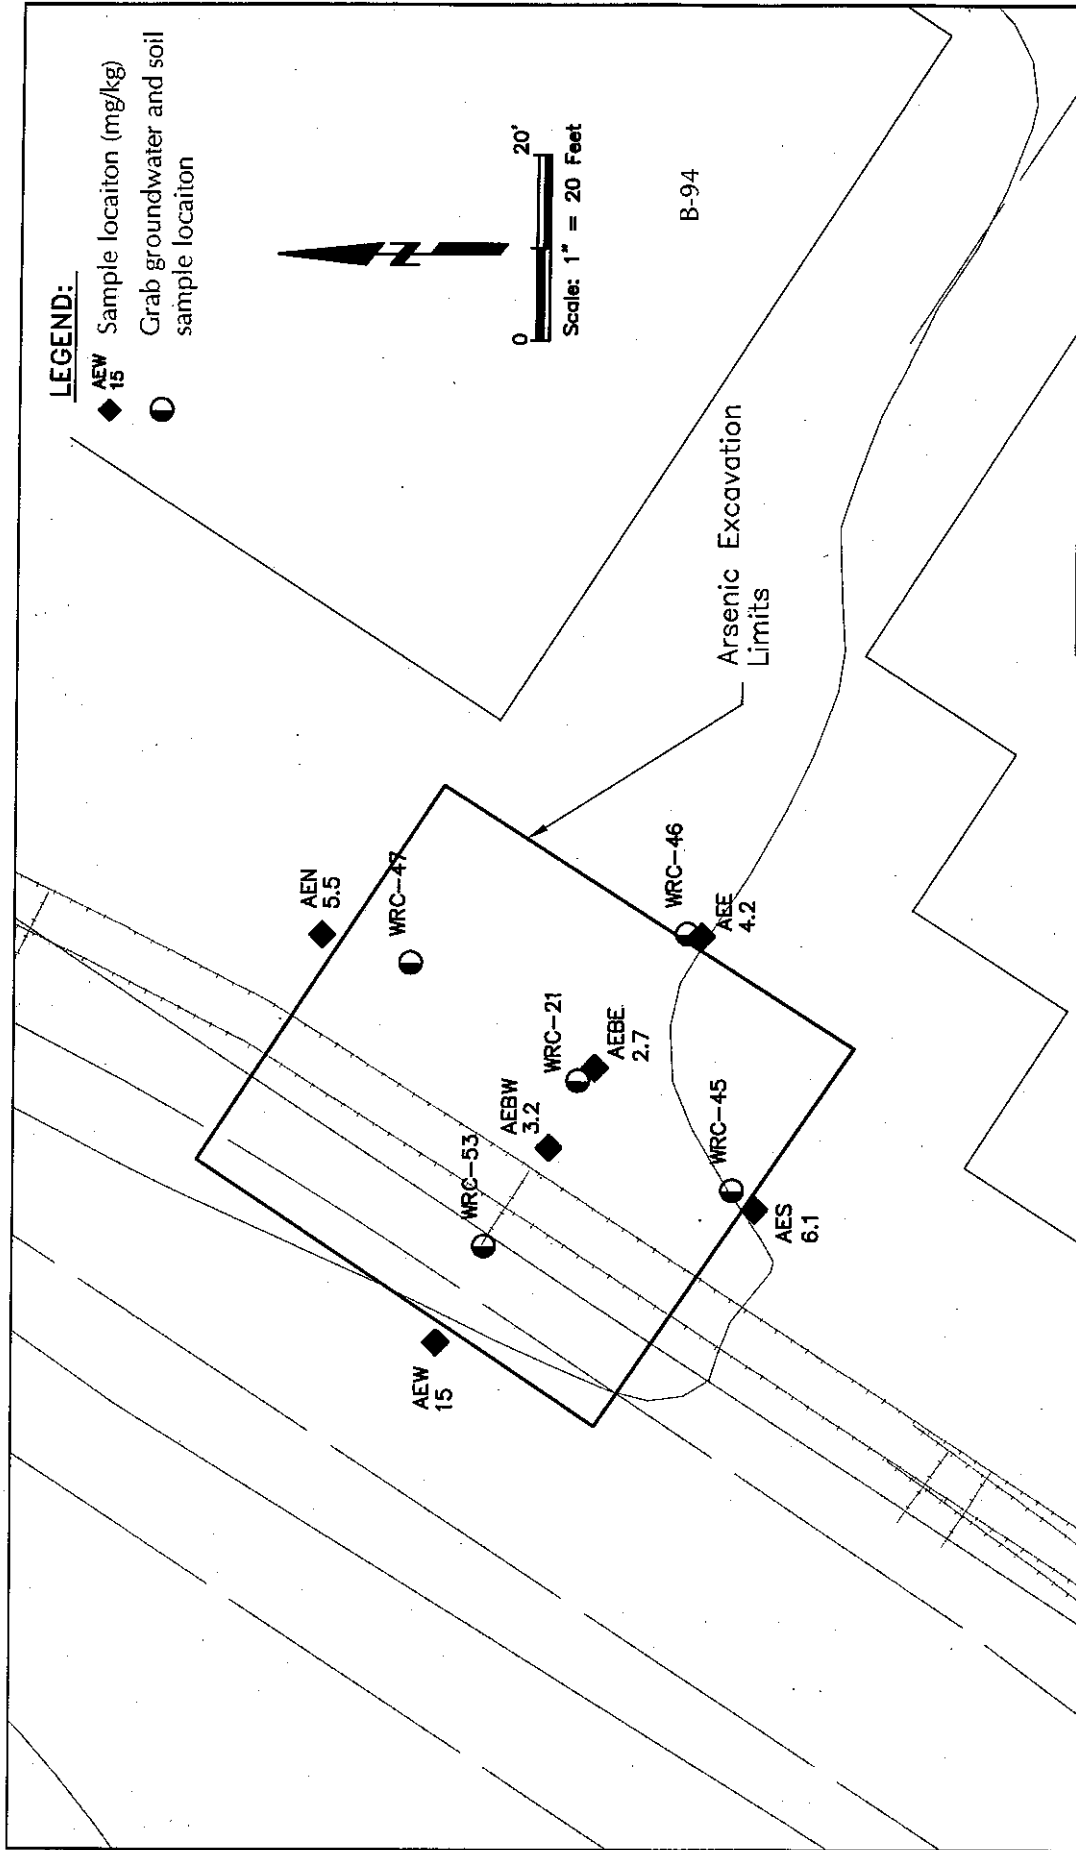 LEGEND:
AEW
15
Sample locaiton (mg/kg)
Grab groundwater and soil
sample locaiton
N
0
20'
Scale: 1" = 20 Feet
B-94
Arsenic Excavation
Limits
AEN
5.5
WRC-47
WRC-46
AEE
4.2
WRC-21
AEBE
2.7
AEBW
3.2
WRC-53
WRC-45
AES
6.1
AEW
15